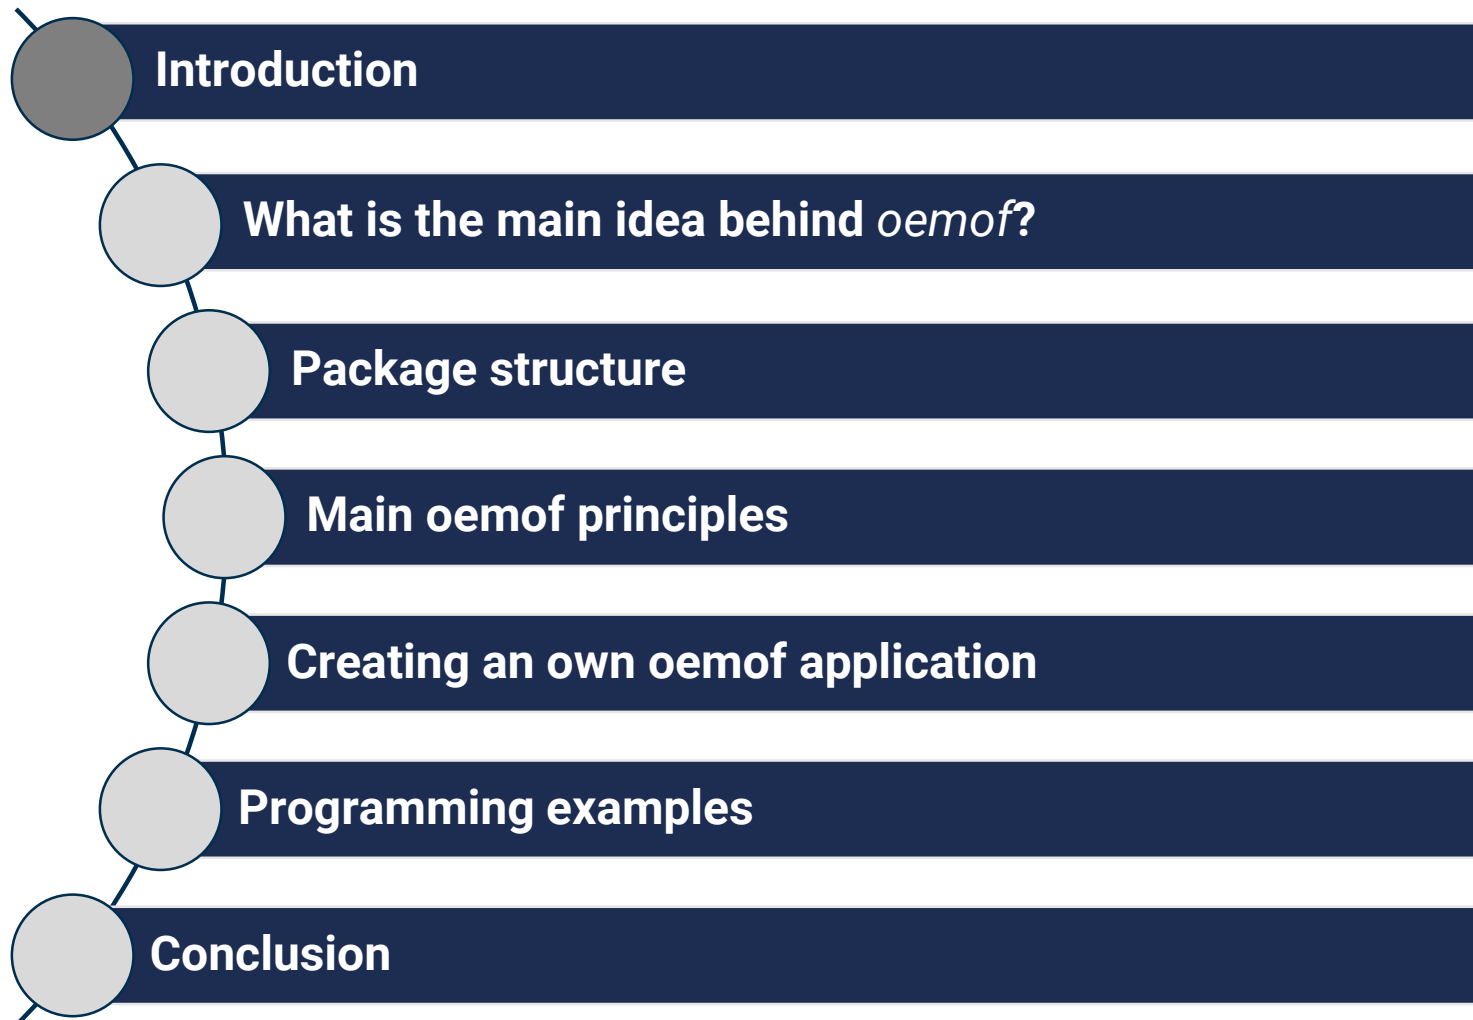 Introduction
What is the main idea behind oemof?
Package structure
Main oemof principles
Creating an own oemof application
Programming examples
Conclusion